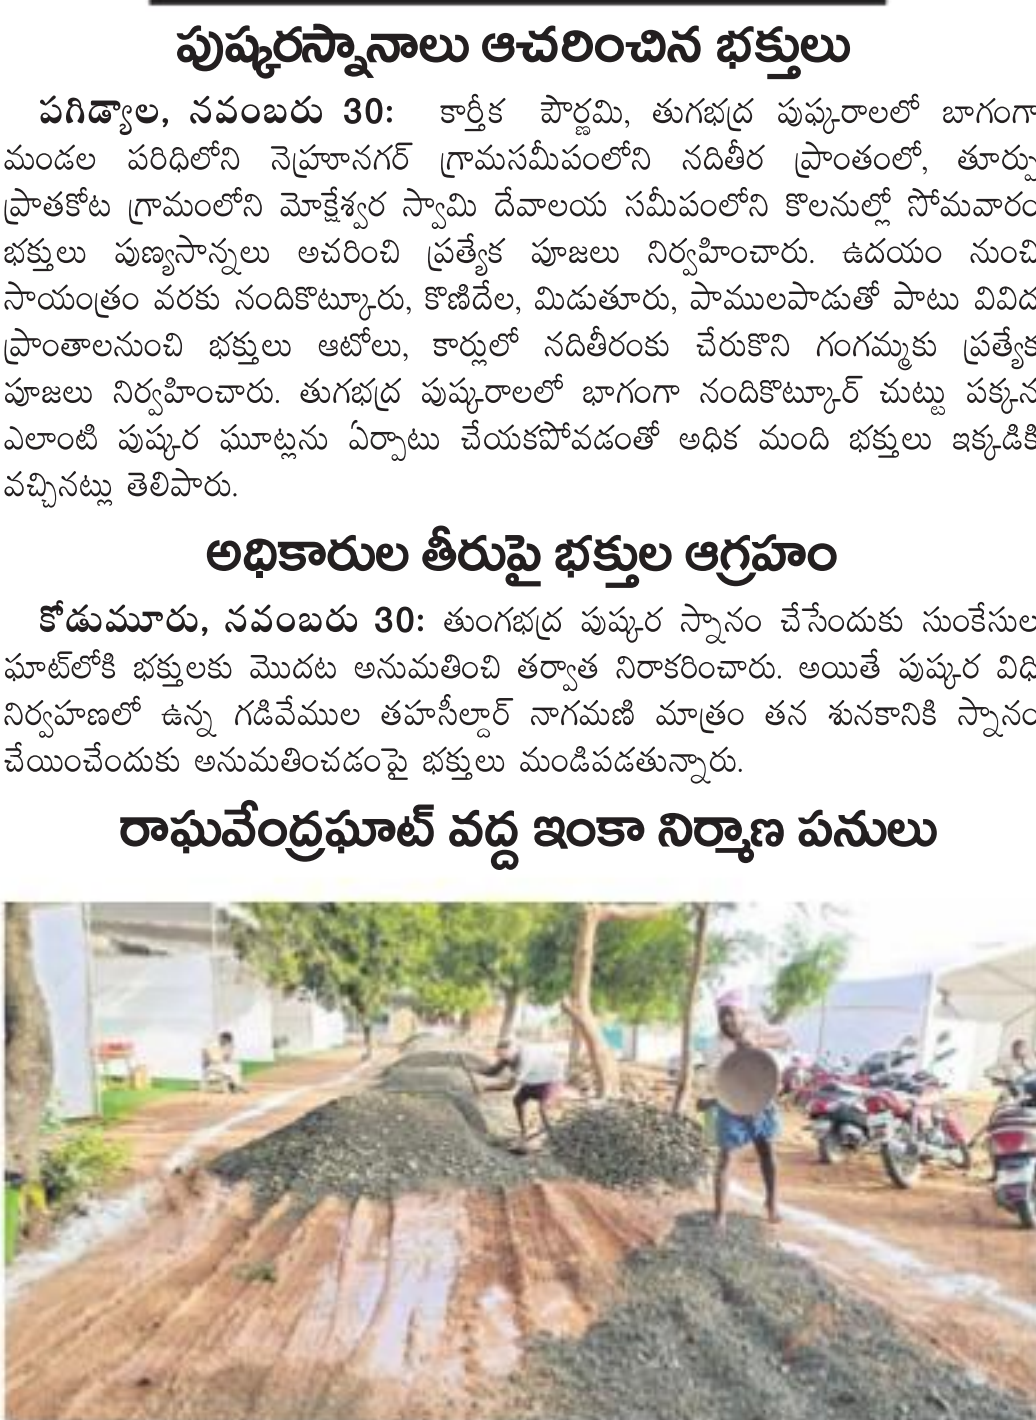 పుష్కరస్నానాలు ఆచరించిన భక్తులు
పగిడ్యాల, నవంబరు 30: కార్తీక పౌర్ణమి, తుగభద్ర పుష్కరాలలో బాగంగా
మండల పరిధిలోని నెహ్రూనగర్ గ్రామసమీపంలోని నదితీర ప్రాంతంలో, తూర్పు
ప్రాతకోట గ్రామంలోని మోక్షేశ్వర స్వామి దేవాలయ సమీపంలోని కొలనుల్లో సోమవారం
భక్తులు పుణ్యసాన్నలు అచరించి ప్రత్యేక పూజలు నిర్వహించారు. ఉదయం నుంచి
సాయంత్రం వరకు నందికొట్కూరు, కొణిదేల, మిడుతూరు, పాములపాడుతో పాటు వివిద
ప్రాంతాలనుంచి భక్తులు ఆటోలు, కార్లులో నదితీరంకు చేరుకొని గంగమ్మకు ప్రత్యేక
పూజలు నిర్వహించారు. తుగభద్ర పుష్కరాలలో భాగంగా నందికొట్కూర్ చుట్టు పక్కన
ఎలాంటి పుష్కర ఘాట్లను ఏర్పాటు చేయకపోవడంతో అధిక మంది భక్తులు ఇక్కడికి
వచ్చినట్లు తెలిపారు.
అధికారుల తీరుపై భక్తుల ఆగ్రహం
కోడుమూరు, నవంబరు 30: తుంగభద్ర పుష్కర స్నానం చేసేందుకు సుంకేసుల
ఘాట్‌లోకి భక్తులకు మొదట అనుమతించి తర్వాత నిరాకరించారు. అయితే పుష్కర విధి
నిర్వహణలో ఉన్న గడివేముల తహసీల్దార్ నాగమణి మాత్రం తన శునకానికి స్నానం
చేయించేందుకు అనుమతించడంపై భక్తులు మండిపడతున్నారు.
రాఘవేంద్రఘాట్ వద్ద ఇంకా నిర్మాణ పనులు